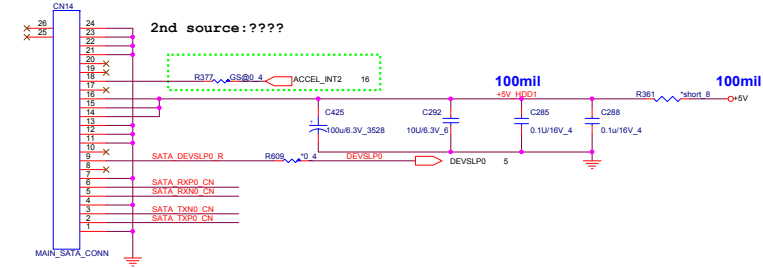 CN14
2nd source:????
26
25
24
23
22
21
20
19
18
17
16
15
14
13
12
11
10
9
8
7
6
5
4
3
2
1
R377 GS@0_4 ACCEL_INT2 16
100mil
100mil
+5V_HDD1
R361 *short_8
+5V
C425
+
100u/6.3V_3528
C292
10U/6.3V_6
C285
0.1U/16V_4
C288
0.1u/16V_4
SATA_DEVSLP0_R R609 *0_4 DEVSLP0 DEVSLP0 5
SATA_RXP0_CN
SATA_RXN0_CN
SATA_TXN0_CN
SATA_TXP0_CN
MAIN_SATA_CONN